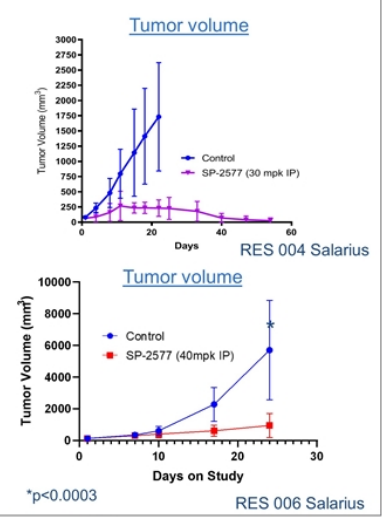 Tumor volume
Tumor Volume (mm³)
3000
2750
2500
2250
2000
1750
1500
1250
1000
750
500
250
0
0 20 40 60
Days
Control
SP-2577 (30 mpk IP)
RES 004 Salarius
Tumor volume
Tumor Volume (mm³)
10000
8000
6000
4000
2000
0
0 10 20 30
Days on Study
Control
SP-2577 (40mpk IP)
*
*p<0.0003
RES 006 Salarius